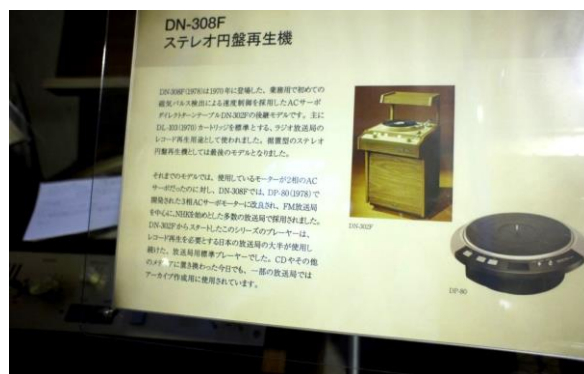 DN-308F
ステレオ円盤再生機
DN-308F(1978)は1970年に登場した、業務用で初めての
磁気パルス検出による速度制御を採用したACサーボ
ダイレクトターンテーブルDN-302Fの後継モデルです。主に
DL-103(1970)カートリッジを標準とする、ラジオ放送局の
レコード再生用途として使われました。据置型のステレオ
円盤再生機としては最後のモデルとなりました。
それまでのモデルでは、使用しているモーターが2相のAC
サーボだったのに対し、DN-308Fでは、DP-80(1978)で
開発された3相ACサーボモーターに改良され、FM放送局
を中心に、NHKを始めとした多数の放送局で採用されました。
DN-302Fからスタートしたこのシリーズのプレーヤーは、
レコード再生を必要とする日本の放送局の大半が使用し
続けた、放送局用標準プレーヤーでした。CDやその他
のメディアに置き換わった今日でも、一部の放送局では
アーカイブ作成用に使用されています。
DN-302F
DP-80